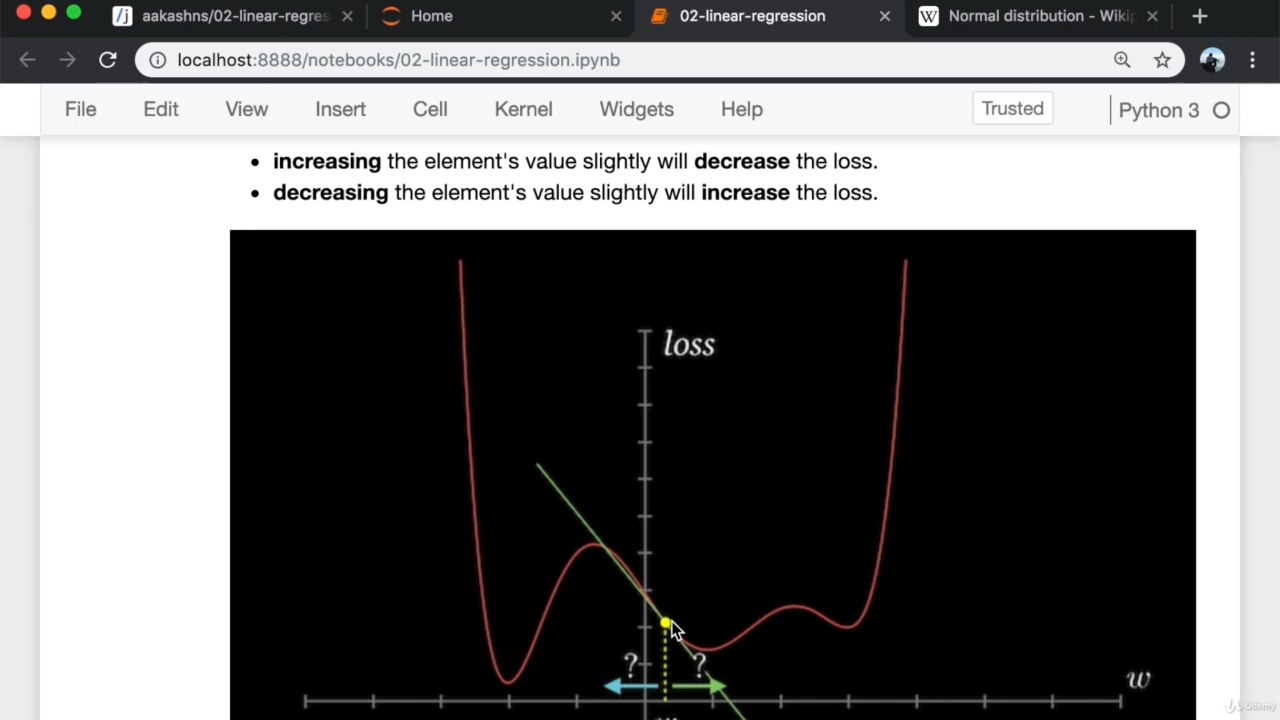 aakashns/02-linear-regres
Home
02-linear-regression
Normal distribution - Wikip
localhost:8888/notebooks/02-linear-regression.ipynb
File Edit View Insert Cell Kernel Widgets Help Trusted Python 3
• increasing the element's value slightly will decrease the loss.
• decreasing the element's value slightly will increase the loss.
loss
? ?
w
Udemy